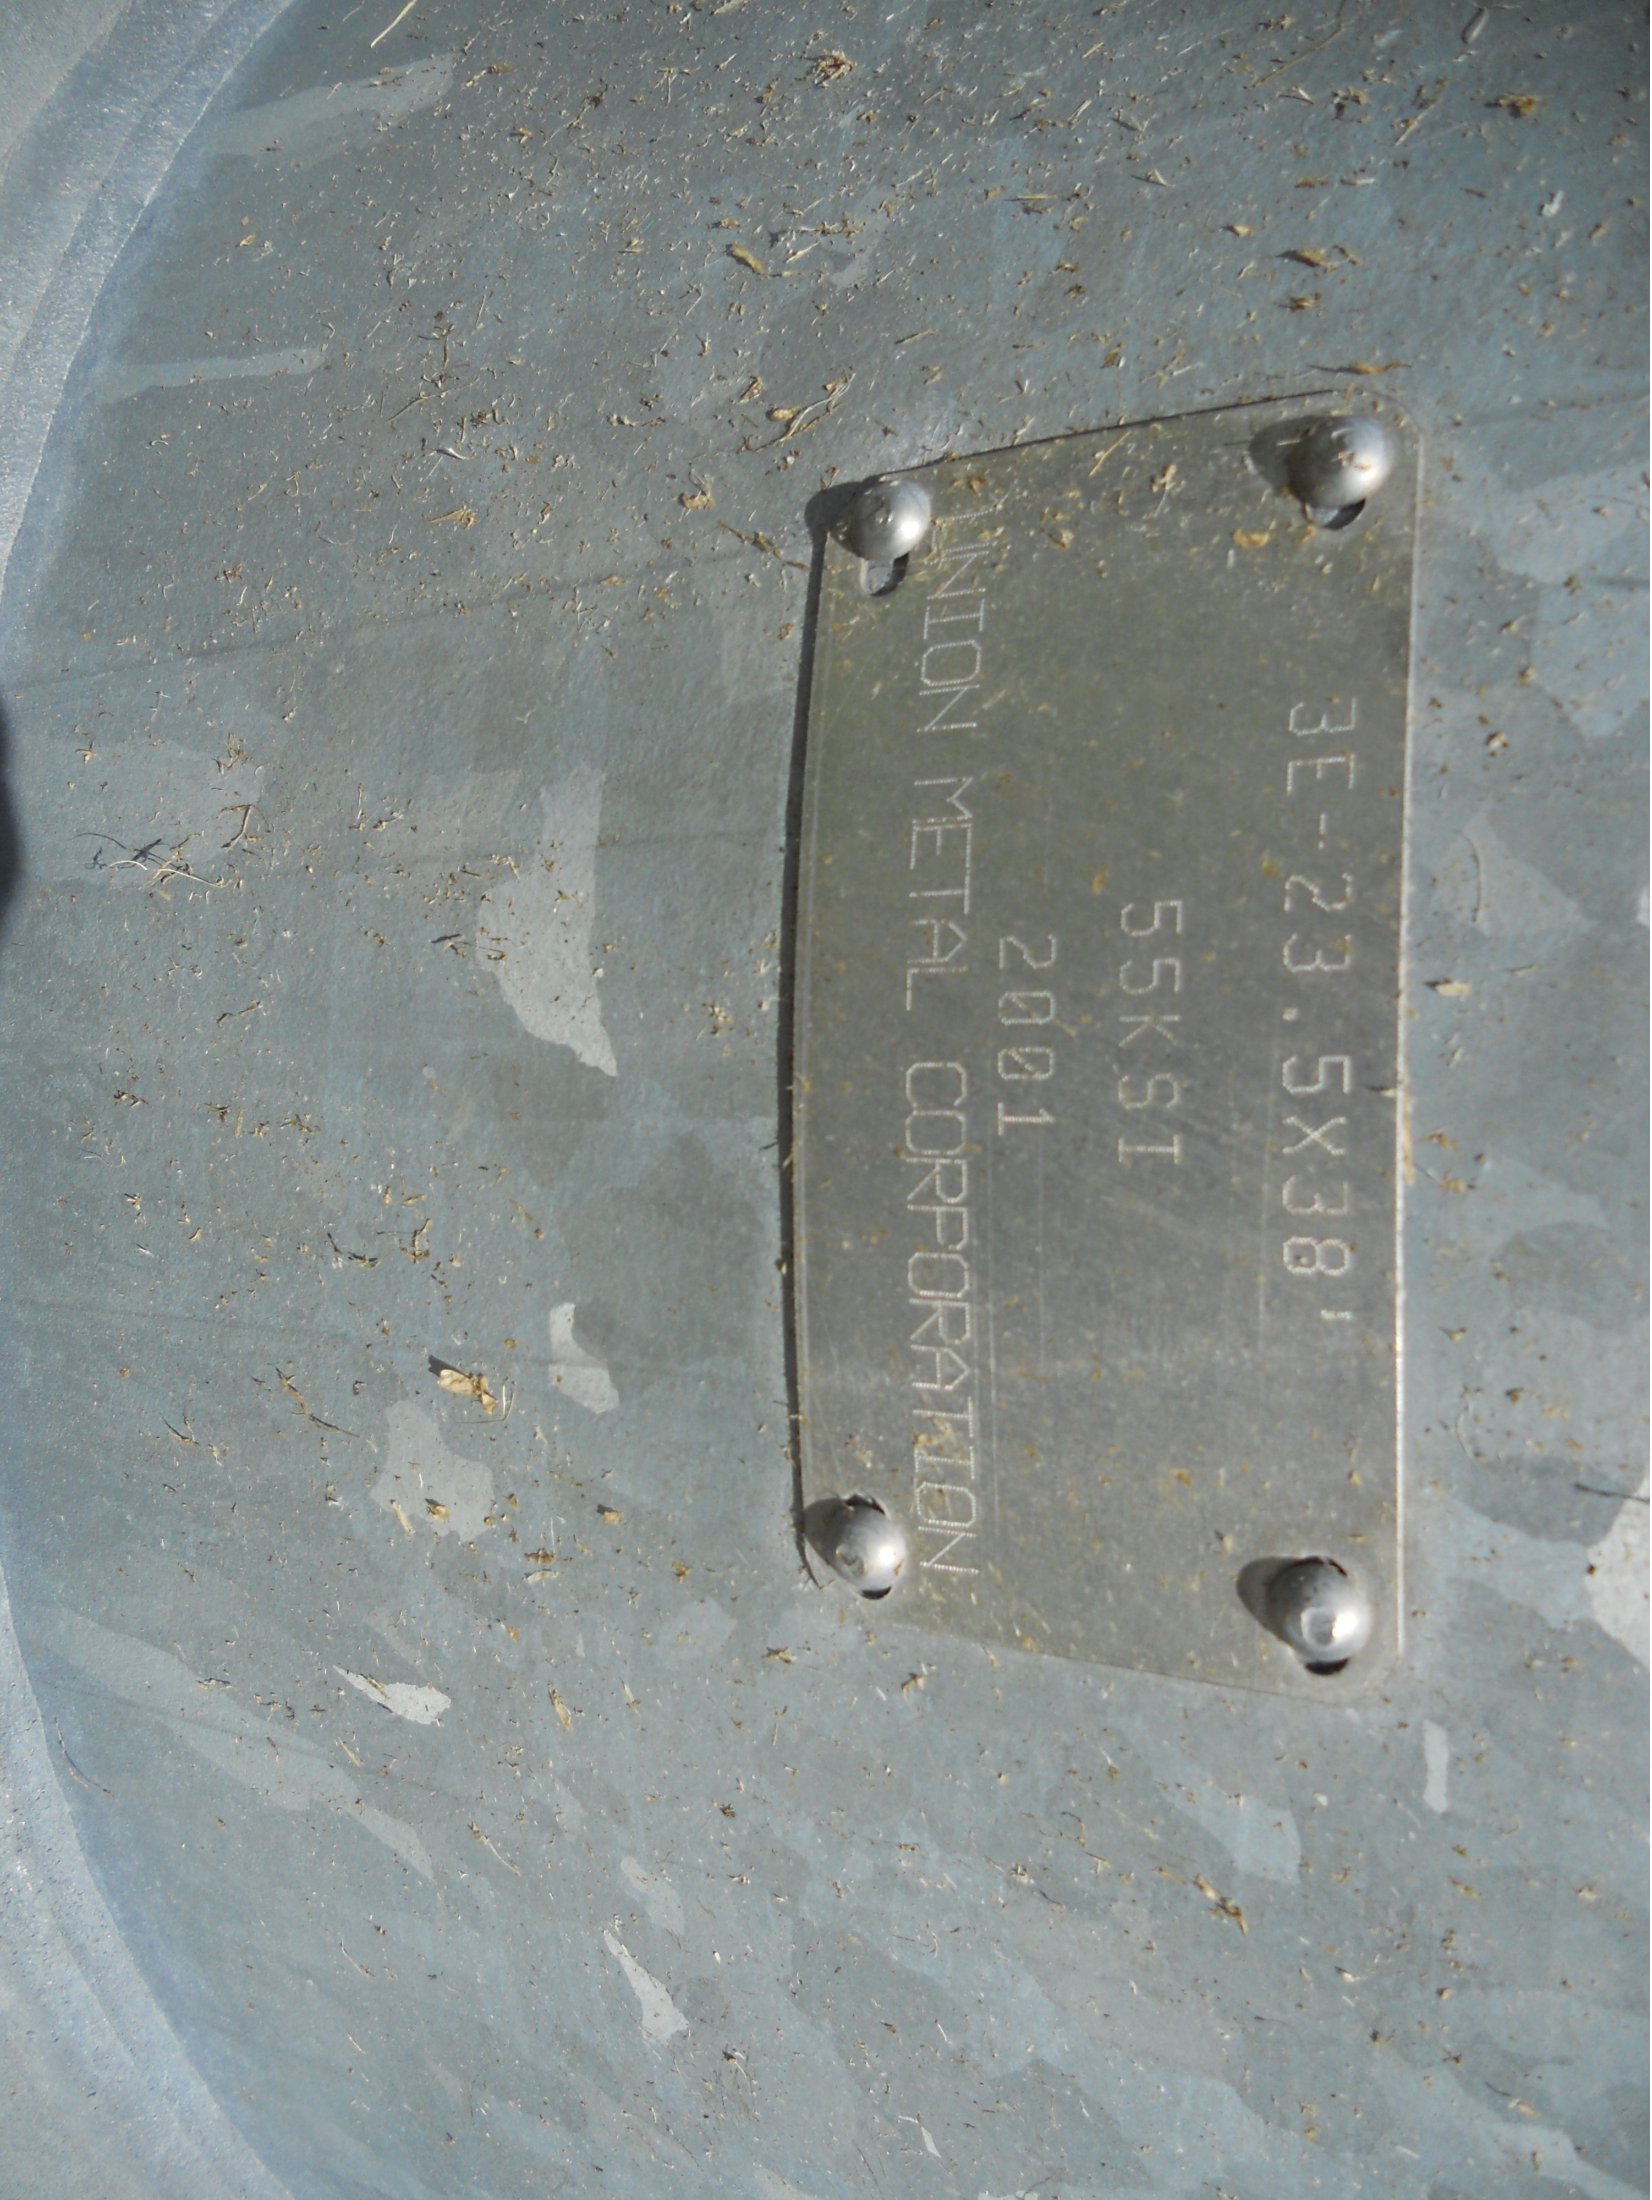 3E-23.5X38'
55KSI
2001
UNION METAL CORPORATION